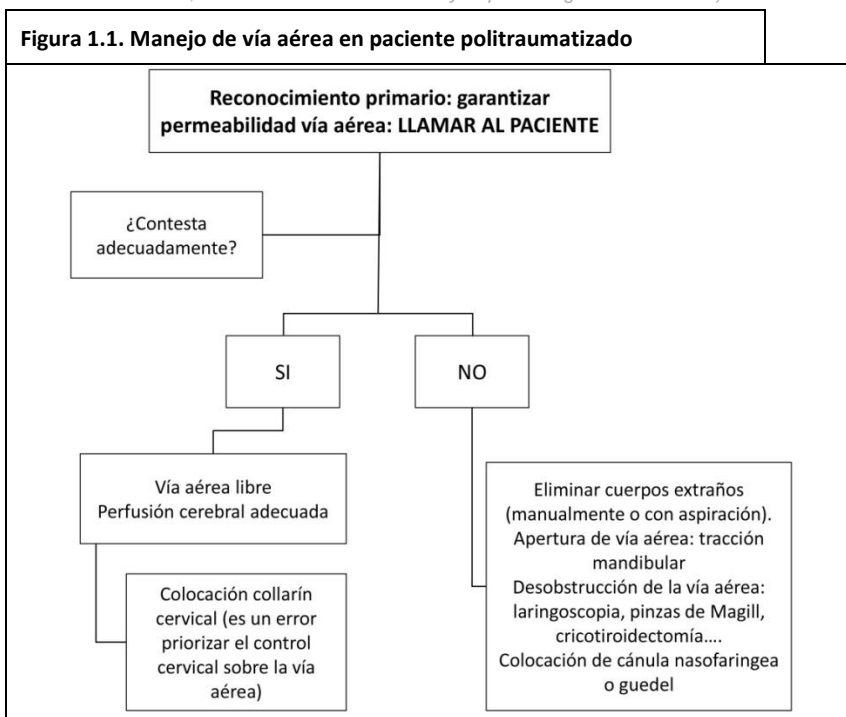 Figura 1.1. Manejo de vía aérea en paciente politraumatizado
Reconocimiento primario: garantizar
permeabilidad vía aérea: LLAMAR AL PACIENTE
¿Contesta
adecuadamente?
SI
NO
Vía aérea libre
Perfusión cerebral adecuada
Colocación collarín
cervical (es un error
priorizar el control
cervical sobre la vía
aérea)
Eliminar cuerpos extraños
(manualmente o con aspiración).
Apertura de vía aérea: tracción
mandibular
Desobstrucción de la vía aérea:
laringoscopia, pinzas de Magill,
cricotiroidectomía....
Colocación de cánula nasofaringea
o guedel